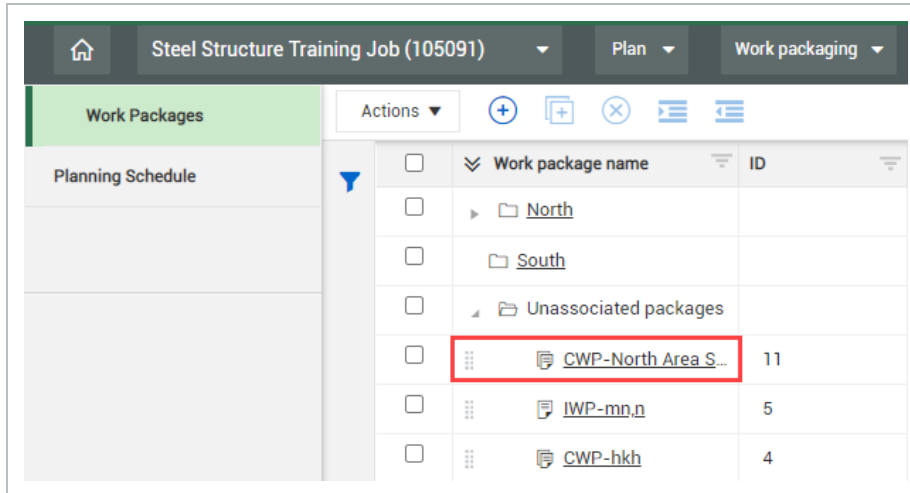 Steel Structure Training Job (105091) Plan Work packaging
Work Packages
Actions
Planning Schedule
Work package name ID
North
South
Unassociated packages
CWP-North Area S... 11
IWP-mn,n 5
CWP-hkh 4